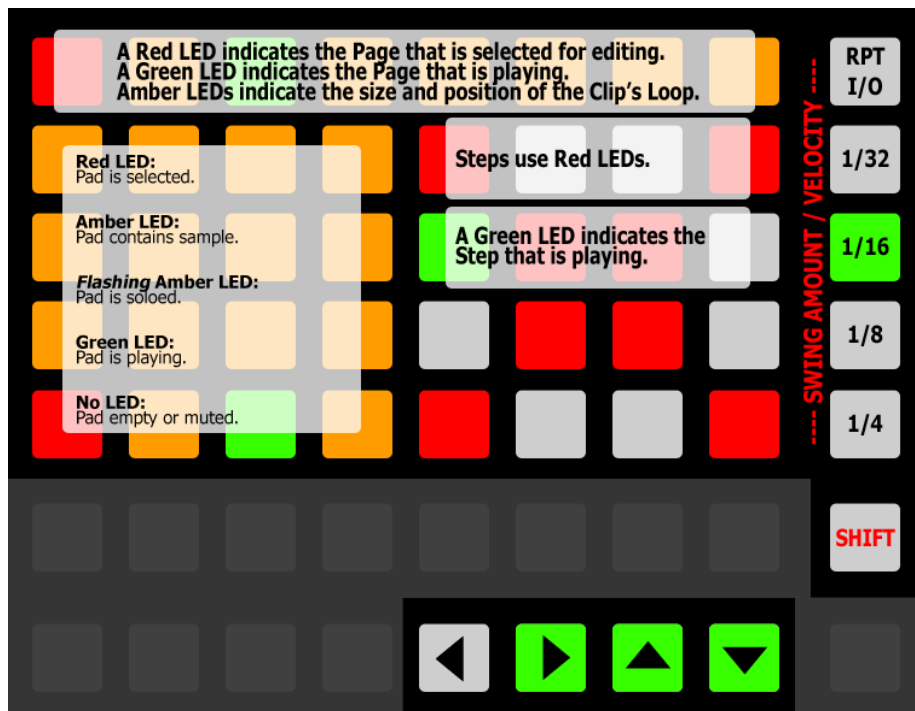 A Red LED indicates the Page that is selected for editing.
A Green LED indicates the Page that is playing.
Amber LEDs indicate the size and position of the Clip's Loop.
RPT
I/O
Red LED:
Pad is selected.
Amber LED:
Pad contains sample.
Flashing Amber LED:
Pad is soloed.
Green LED:
Pad is playing.
No LED:
Pad empty or muted.
Steps use Red LEDs.
A Green LED indicates the
Step that is playing.
---- SWING AMOUNT / VELOCITY ----
1/32
1/16
1/8
1/4
SHIFT